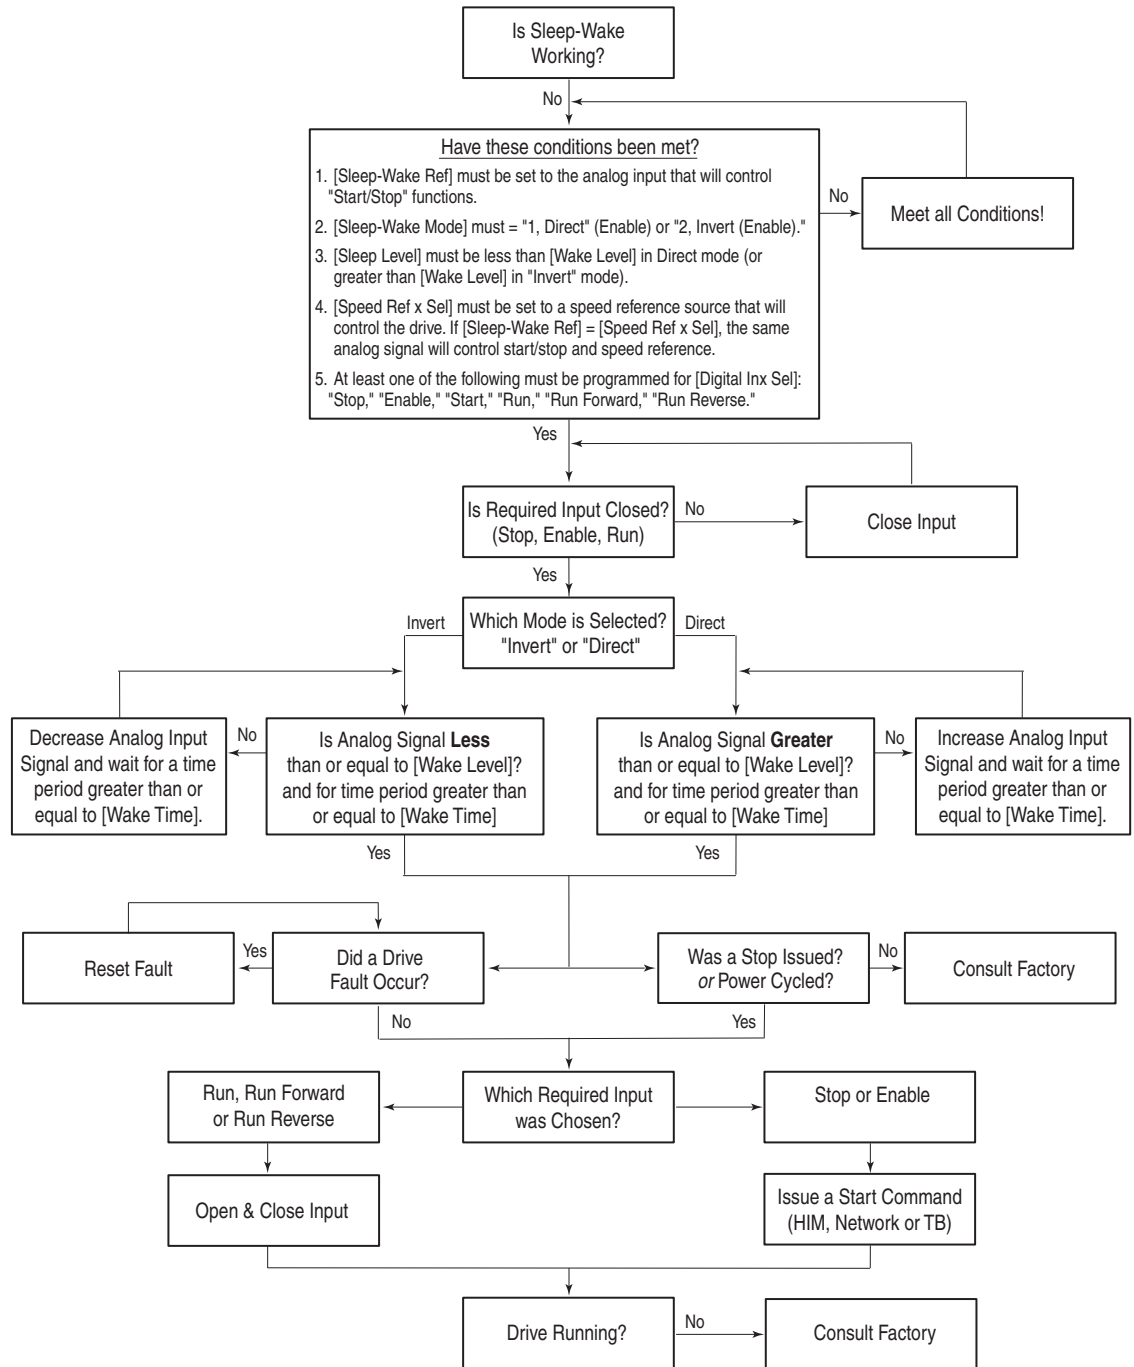 Is Sleep-Wake
Working?
No
Have these conditions been met?
1. [Sleep-Wake Ref] must be set to the analog input that will control
"Start/Stop" functions.
2. [Sleep-Wake Mode] must = "1, Direct" (Enable) or "2, Invert (Enable)."
3. [Sleep Level] must be less than [Wake Level] in Direct mode (or
greater than [Wake Level] in "Invert" mode).
4. [Speed Ref x Sel] must be set to a speed reference source that will
control the drive. If [Sleep-Wake Ref] = [Speed Ref x Sel], the same
analog signal will control start/stop and speed reference.
5. At least one of the following must be programmed for [Digital Inx Sel]:
"Stop," "Enable," "Start," "Run," "Run Forward," "Run Reverse."
No
Meet all Conditions!
Yes
Is Required Input Closed?
(Stop, Enable, Run)
No
Close Input
Yes
Which Mode is Selected?
"Invert" or "Direct"
Invert
Direct
Decrease Analog Input
Signal and wait for a time
period greater than or
equal to [Wake Time].
No
Is Analog Signal Less
than or equal to [Wake Level]?
and for time period greater than
or equal to [Wake Time]
Is Analog Signal Greater
than or equal to [Wake Level]?
and for time period greater than
or equal to [Wake Time]
No
Increase Analog Input
Signal and wait for a time
period greater than or
equal to [Wake Time].
Yes
Yes
Reset Fault
Yes
Did a Drive
Fault Occur?
Was a Stop Issued?
or Power Cycled?
No
Consult Factory
No
Yes
Run, Run Forward
or Run Reverse
Which Required Input
was Chosen?
Stop or Enable
Open & Close Input
Issue a Start Command
(HIM, Network or TB)
Drive Running?
No
Consult Factory